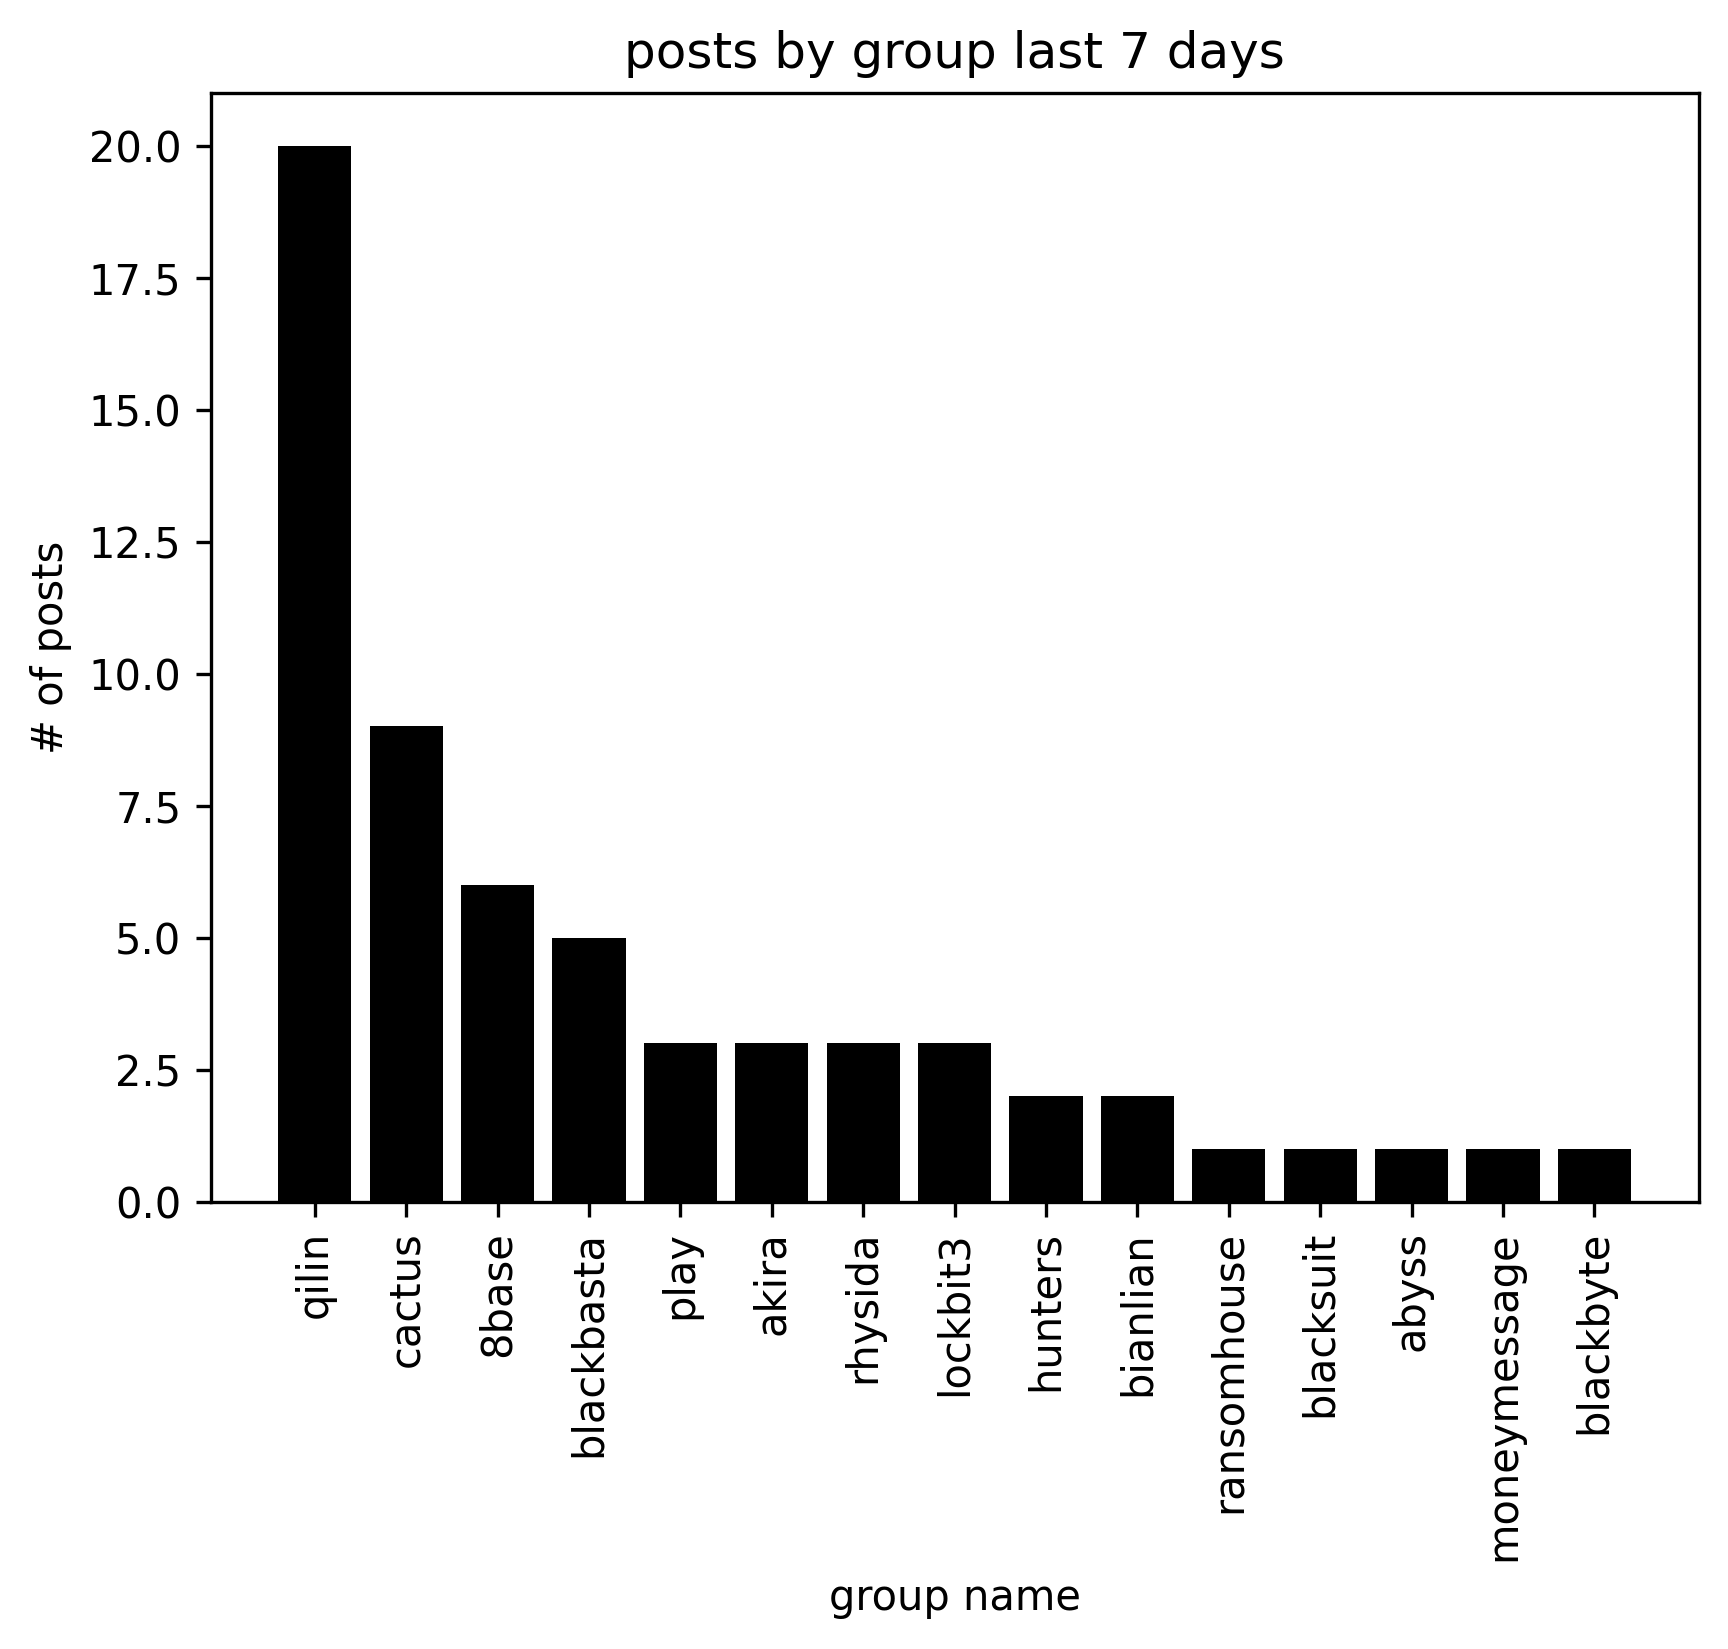 posts by group last 7 days
20.0
17.5
15.0
12.5
10.0
7.5
5.0
2.5
0.0
# of posts
qilin
cactus
8base
blackbasta
play
akira
rhysida
lockbit3
hunters
bianlian
ransomhouse
blacksuit
abyss
moneymessage
blackbyte
group name